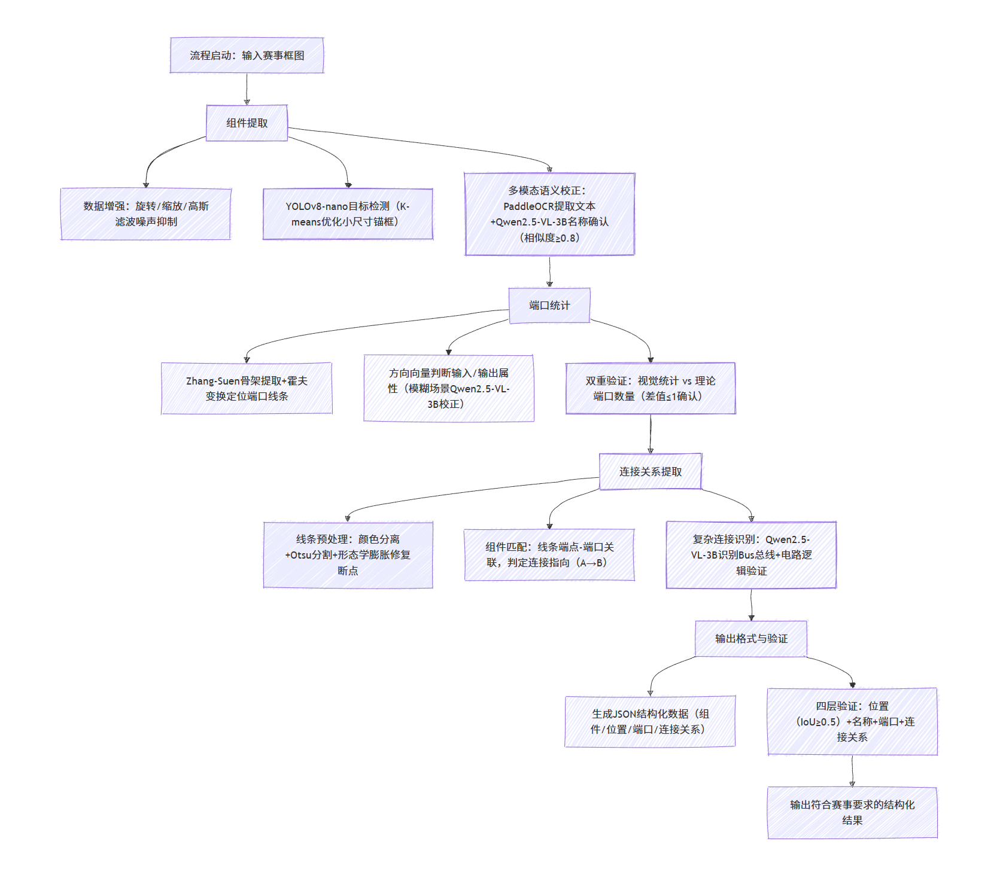 流程启动：输入赛事框图
组件提取
数据增强：旋转/缩放/高斯
滤波噪声抑制
YOLOv8-nano目标检测（K-
means优化小尺寸锚框）
多模态语义校正：
PaddleOCR提取文本
+Qwen2.5-VL-3B名称确认
（相似度≥0.8）
端口统计
Zhang-Suen骨架提取+霍夫
变换定位端口线条
方向向量判断输入/输出属
性（模糊场景Qwen2.5-VL-
3B校正）
双重验证：视觉统计 vs 理论
端口数量（差值≤1确认）
连接关系提取
线条预处理：颜色分离
+Otsu分割+形态学膨胀修复
断点
组件匹配：线条端点-端口关
联，判定连接指向（A→B）
复杂连接识别：Qwen2.5-
VL-3B识别Bus总线+电路逻
辑验证
输出格式与验证
生成JSON结构化数据（组
件/位置/端口/连接关系）
四层验证：位置
（IoU≥0.5）+名称+端口+连
接关系
输出符合赛事要求的结构化
结果